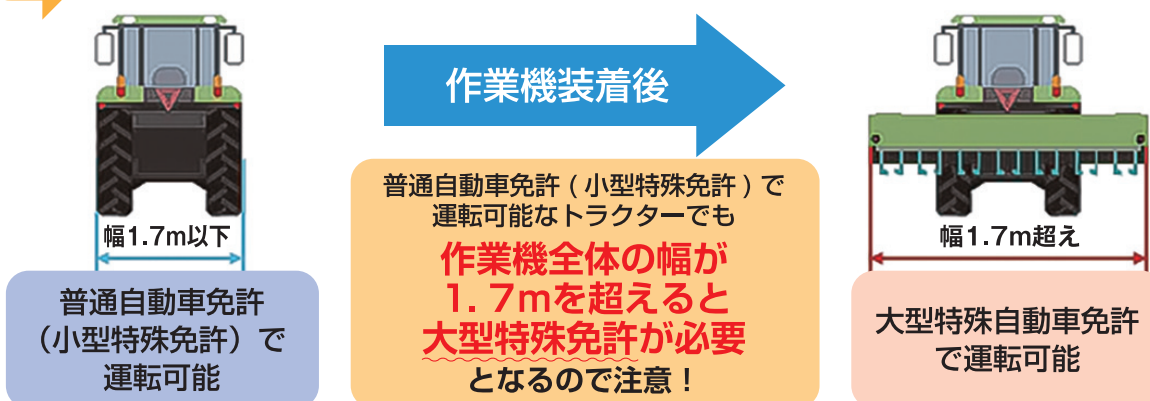 幅1.7m以下
普通自動車免許
（小型特殊免許）で
運転可能
作業機装着後
普通自動車免許（小型特殊免許）で
運転可能なトラクターでも
作業機全体の幅が
1.7mを超えると
大型特殊免許が必要
となるので注意！
幅1.7m超え
大型特殊自動車免許
で運転可能